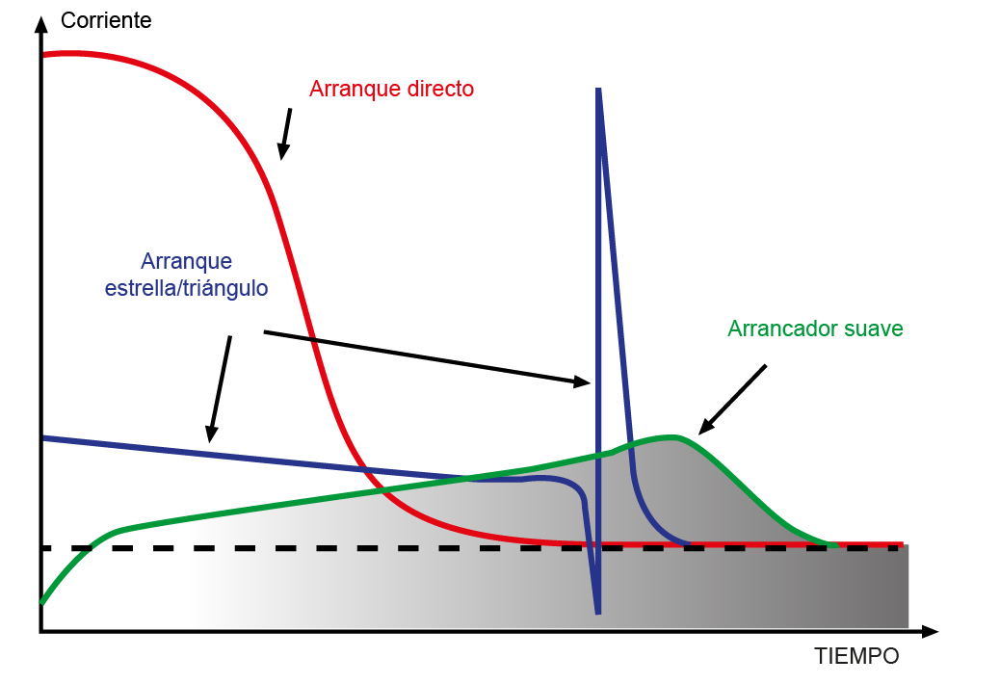 Corriente
Arranque directo
Arranque
estrella/triángulo
Arrancador suave
TIEMPO